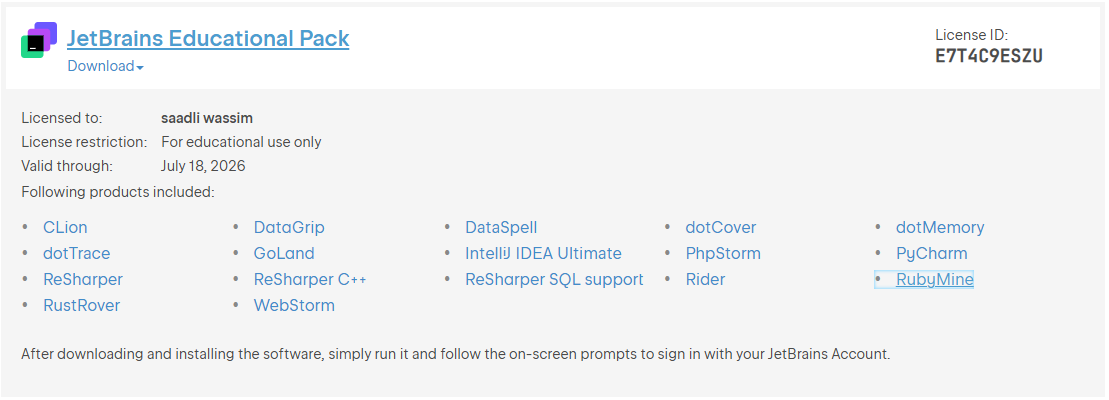 JetBrains Educational Pack
Download
License ID:
E7T4C9ESZU
Licensed to: saadli wassim
License restriction: For educational use only
Valid through: July 18, 2026
Following products included:
• CLion • DataGrip • DataSpell • dotCover • dotMemory
• dotTrace • GoLand • IntelliJ IDEA Ultimate • PhpStorm • PyCharm
• ReSharper • ReSharper C++ • ReSharper SQL support • Rider • RubyMine
• RustRover • WebStorm
After downloading and installing the software, simply run it and follow the on-screen prompts to sign in with your JetBrains Account.